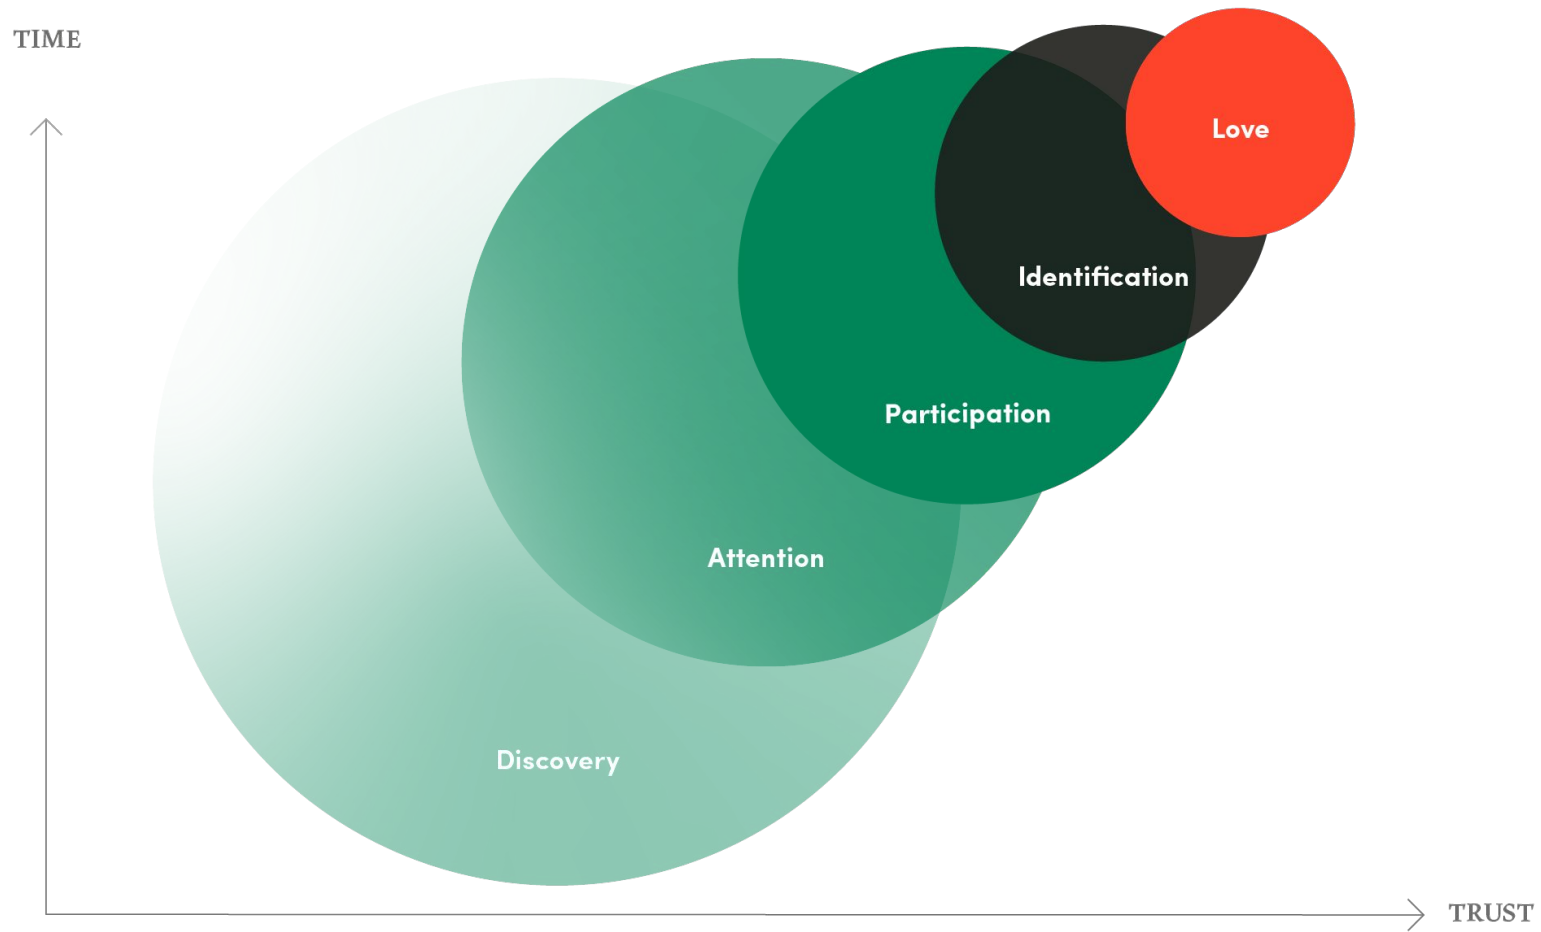 TIME
Love
Identification
Participation
Attention
Discovery
TRUST